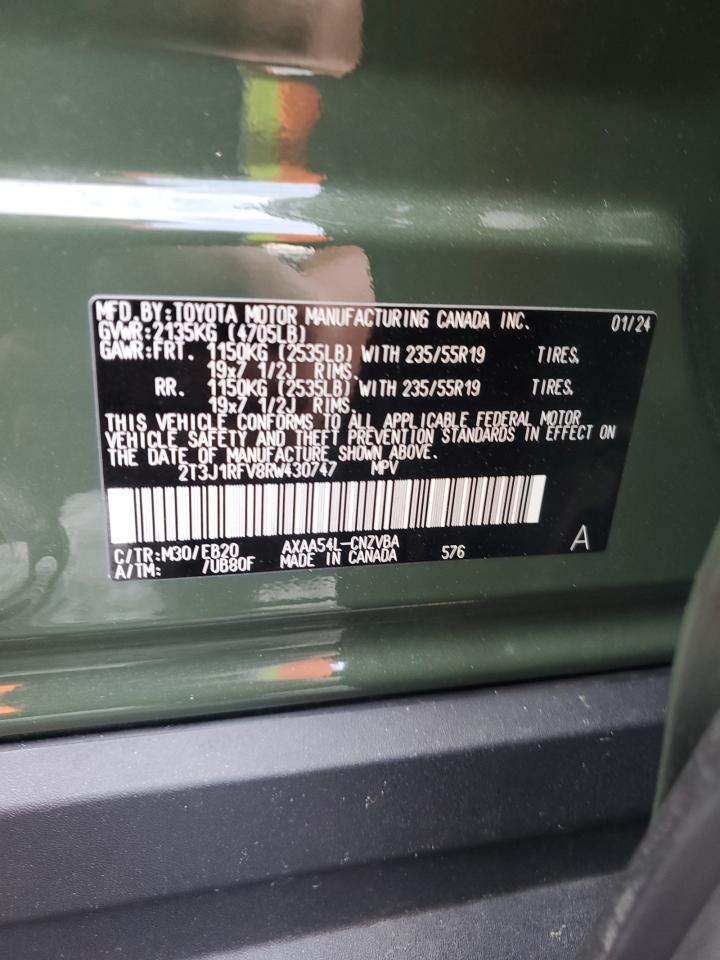 MFD.BY:TOYOTA MOTOR MANUFACTURING CANADA INC. 01/24
GVWR:2135KG (4705LB)
GAWR:FRT. 1150KG (2535LB) WITH 235/55R19 TIRES,
19x7 1/2J RIMS,
RR. 1150KG (2535LB) WITH 235/55R19 TIRES,
19x7 1/2J RIMS,
THIS VEHICLE CONFORMS TO ALL APPLICABLE FEDERAL MOTOR
VEHICLE SAFETY AND THEFT PREVENTION STANDARDS IN EFFECT ON
THE DATE OF MANUFACTURE SHOWN ABOVE.
2T3J1RFV8RW430747 MPV
C/TR:M30/EB20 AXAA54L-CNZVBA
A/TM: /UB80F MADE IN CANADA 576 A